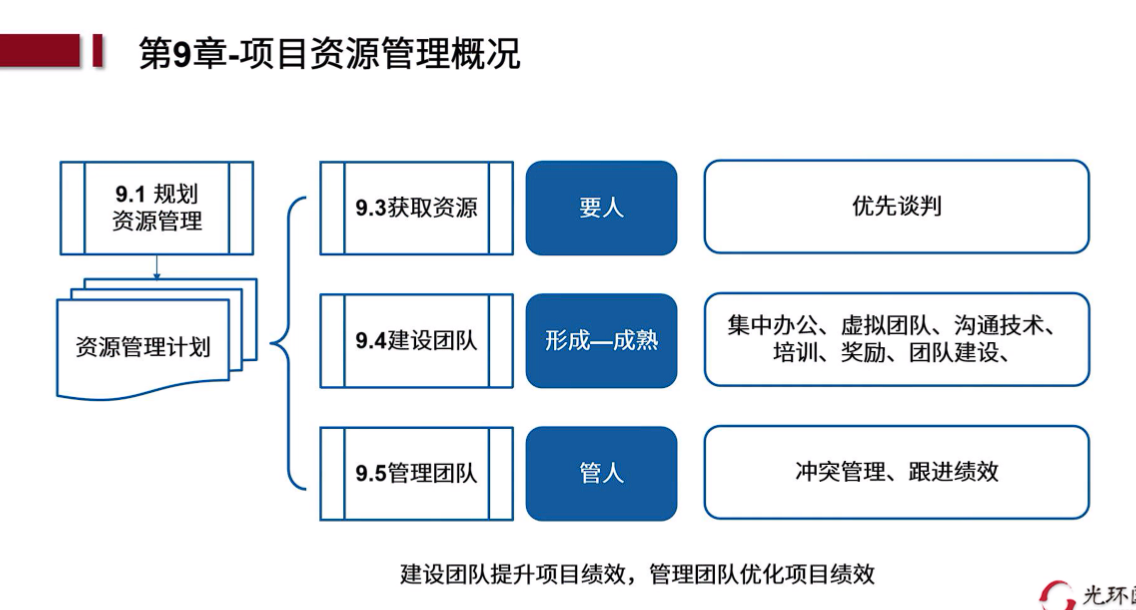 第9章-项目资源管理概况
9.1 规划
资源管理
资源管理计划
9.3获取资源
要人
优先谈判
9.4建设团队
形成—成熟
集中办公、虚拟团队、沟通技术、
培训、奖励、团队建设、
9.5管理团队
管人
冲突管理、跟进绩效
建设团队提升项目绩效，管理团队优化项目绩效
光环